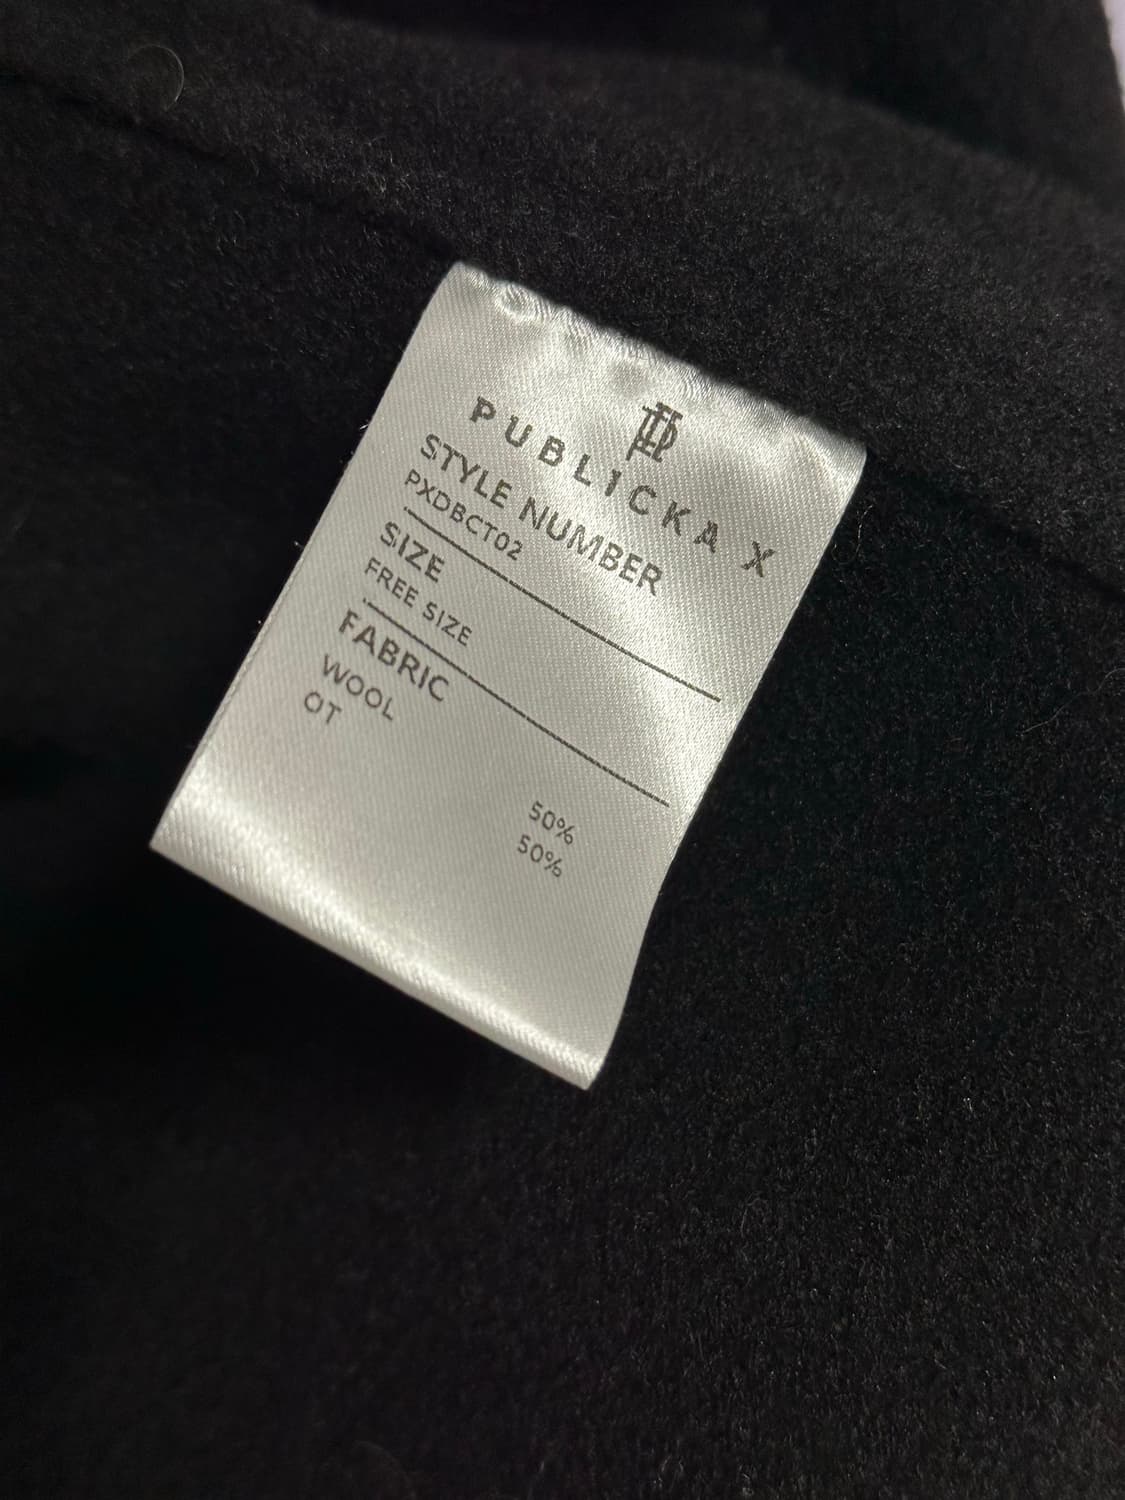 PUBLICKA X
STYLE NUMBER
PXDBCT02
SIZE
FREE SIZE
FABRIC
WOOL 50%
OT 50%